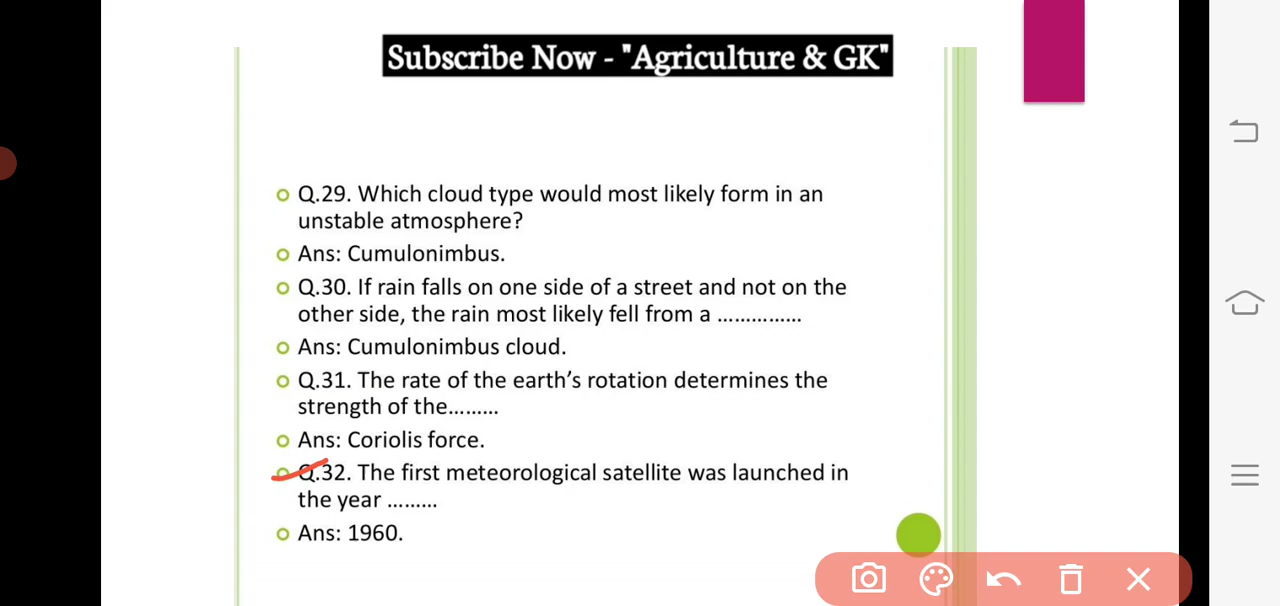 Subscribe Now - "Agriculture & GK"
Q.29. Which cloud type would most likely form in an
unstable atmosphere?
Ans: Cumulonimbus.
Q.30. If rain falls on one side of a street and not on the
other side, the rain most likely fell from a ……………
Ans: Cumulonimbus cloud.
Q.31. The rate of the earth’s rotation determines the
strength of the………
Ans: Coriolis force.
Q.32. The first meteorological satellite was launched in
the year ………
Ans: 1960.